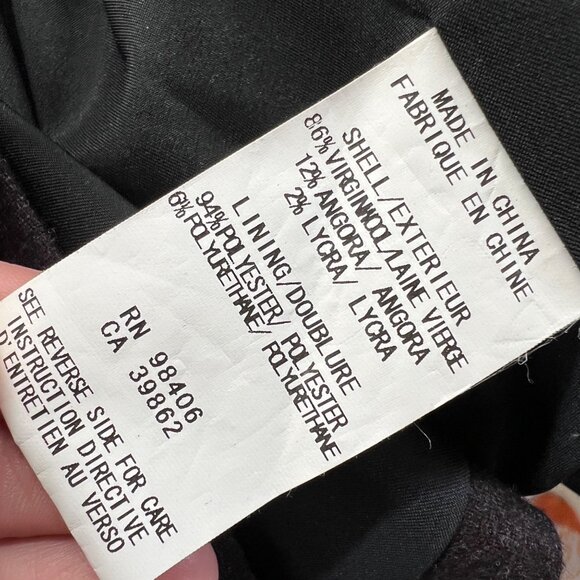 MADE IN CHINA
FABRIQUE EN CHINE
SHELL/EXTERIEUR
86%VIRGINWOOL/LAINE VIERGE
12% ANGORA/ ANGORA
2% LYCRA/ LYCRA
LINING/DOUBLURE
94%POLYESTER/ POLYESTER
6%POLYURETHANE/ POLYURETHANE
RN 98406
CA 39862
SEE REVERSE SIDE FOR CARE
INSTRUCTION DIRECTIVE
D'ENTRETIEN AU VERSO